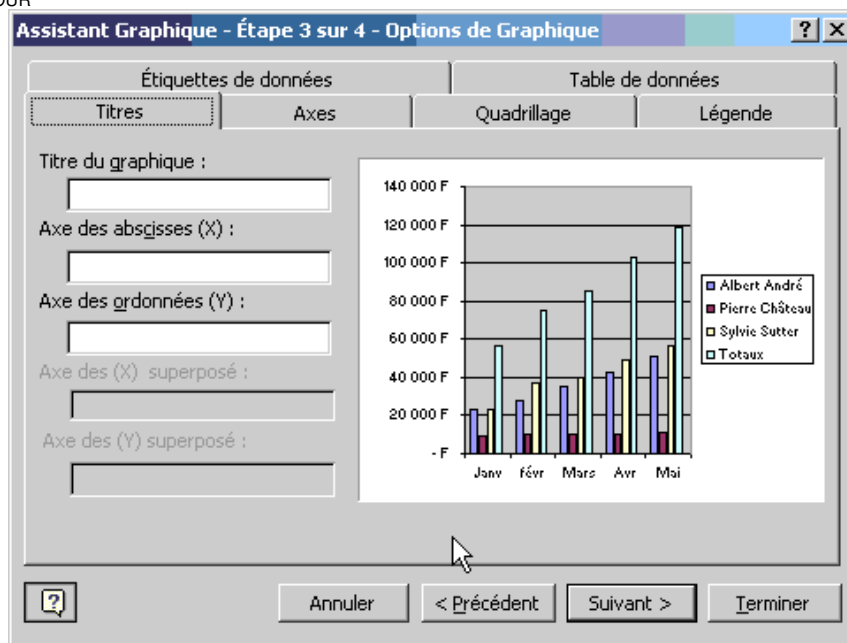 Assistant Graphique - Étape 3 sur 4 - Options de Graphique
Étiquettes de données
Table de données
Titres
Axes
Quadrillage
Légende
Titre du graphique :
Axe des abscisses (X) :
Axe des ordonnées (Y) :
Axe des (X) superposé :
Axe des (Y) superposé :
140 000 F
120 000 F
100 000 F
80 000 F
60 000 F
40 000 F
20 000 F
- F
Janv févr Mars Avr Mai
Albert André
Pierre Château
Sylvie Sutter
Totaux
Annuler
< Précédent
Suivant >
Terminer